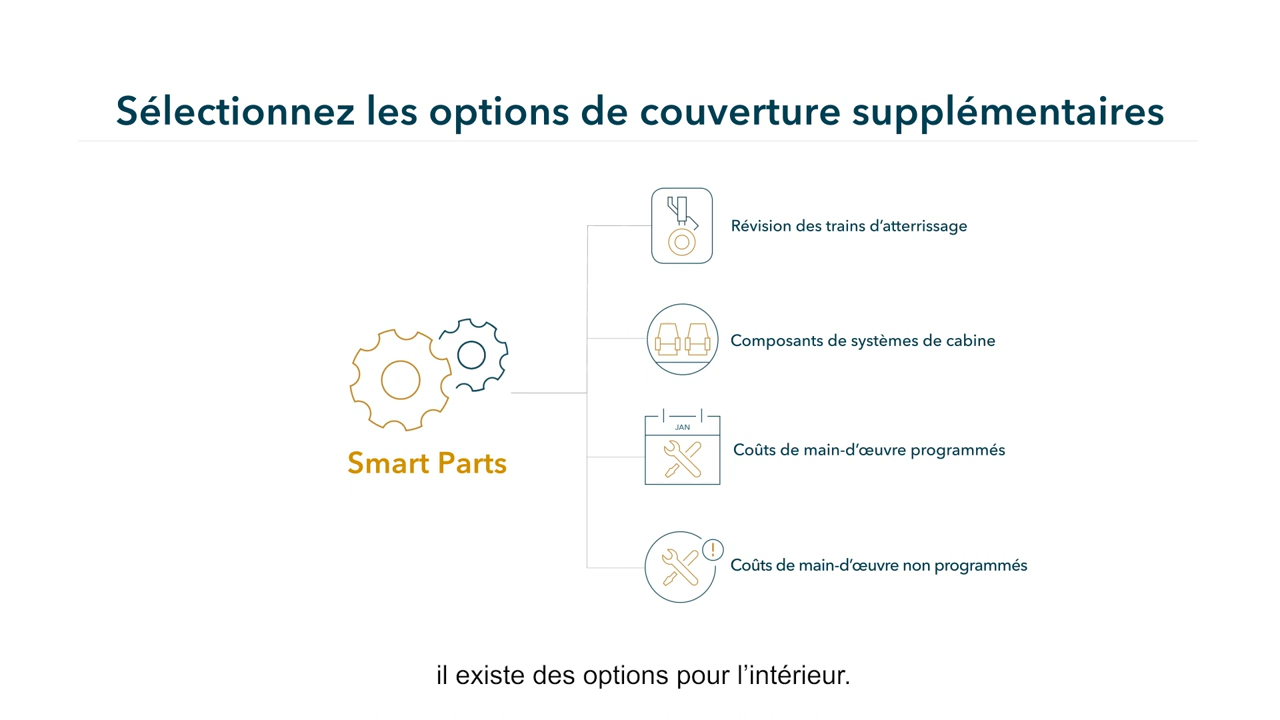 Sélectionnez les options de couverture supplémentaires
Révision des trains d’atterrissage
Composants de systèmes de cabine
JAN
Coûts de main-d’œuvre programmés
Smart Parts
!
Coûts de main-d’œuvre non programmés
il existe des options pour l’intérieur.